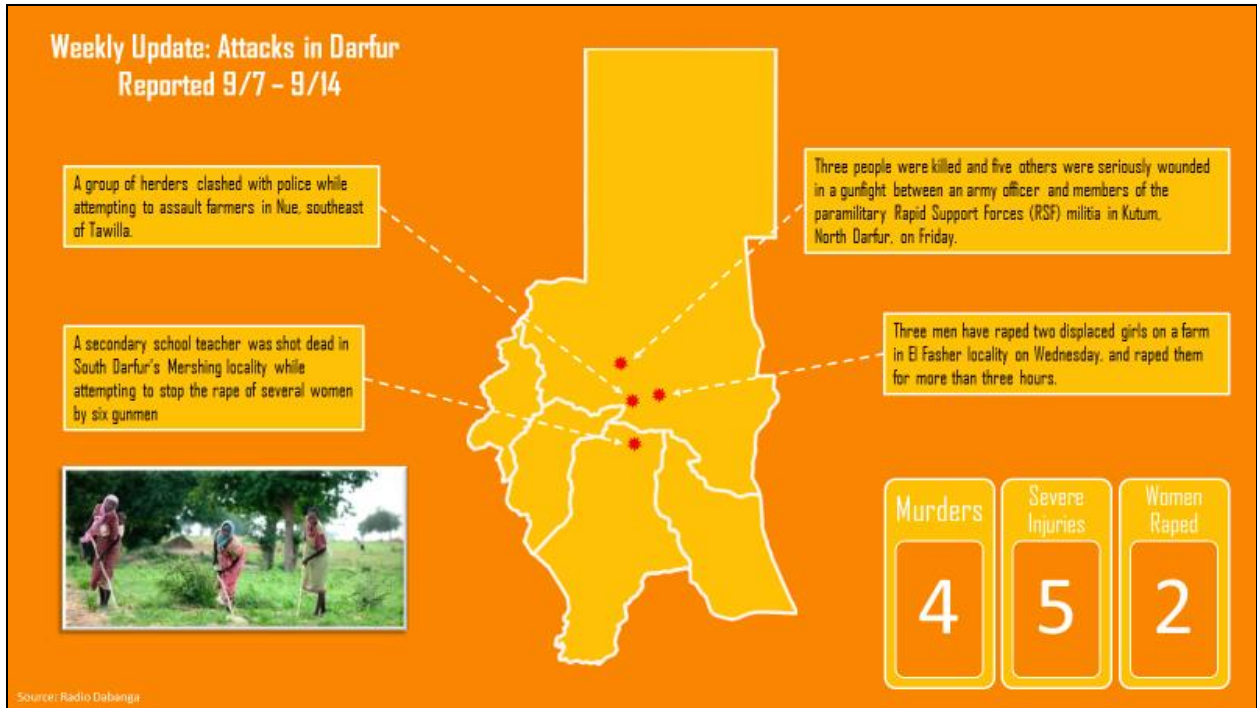 Weekly Update: Attacks in Darfur
Reported 9/7 – 9/14
A group of herders clashed with police while
attempting to assault farmers in Nue, southeast
of Tawilla.
A secondary school teacher was shot dead in
South Darfur's Mershing locality while
attempting to stop the rape of several women
by six gunmen
Three people were killed and five others were seriously wounded
in a gunfight between an army officer and members of the
paramilitary Rapid Support Forces (RSF) militia in Kutum,
North Darfur, on Friday.
Three men have raped two displaced girls on a farm
in El Fasher locality on Wednesday, and raped them
for more than three hours.
Murders
4
Severe
Injuries
5
Women
Raped
2
Source: Radio Dabanga